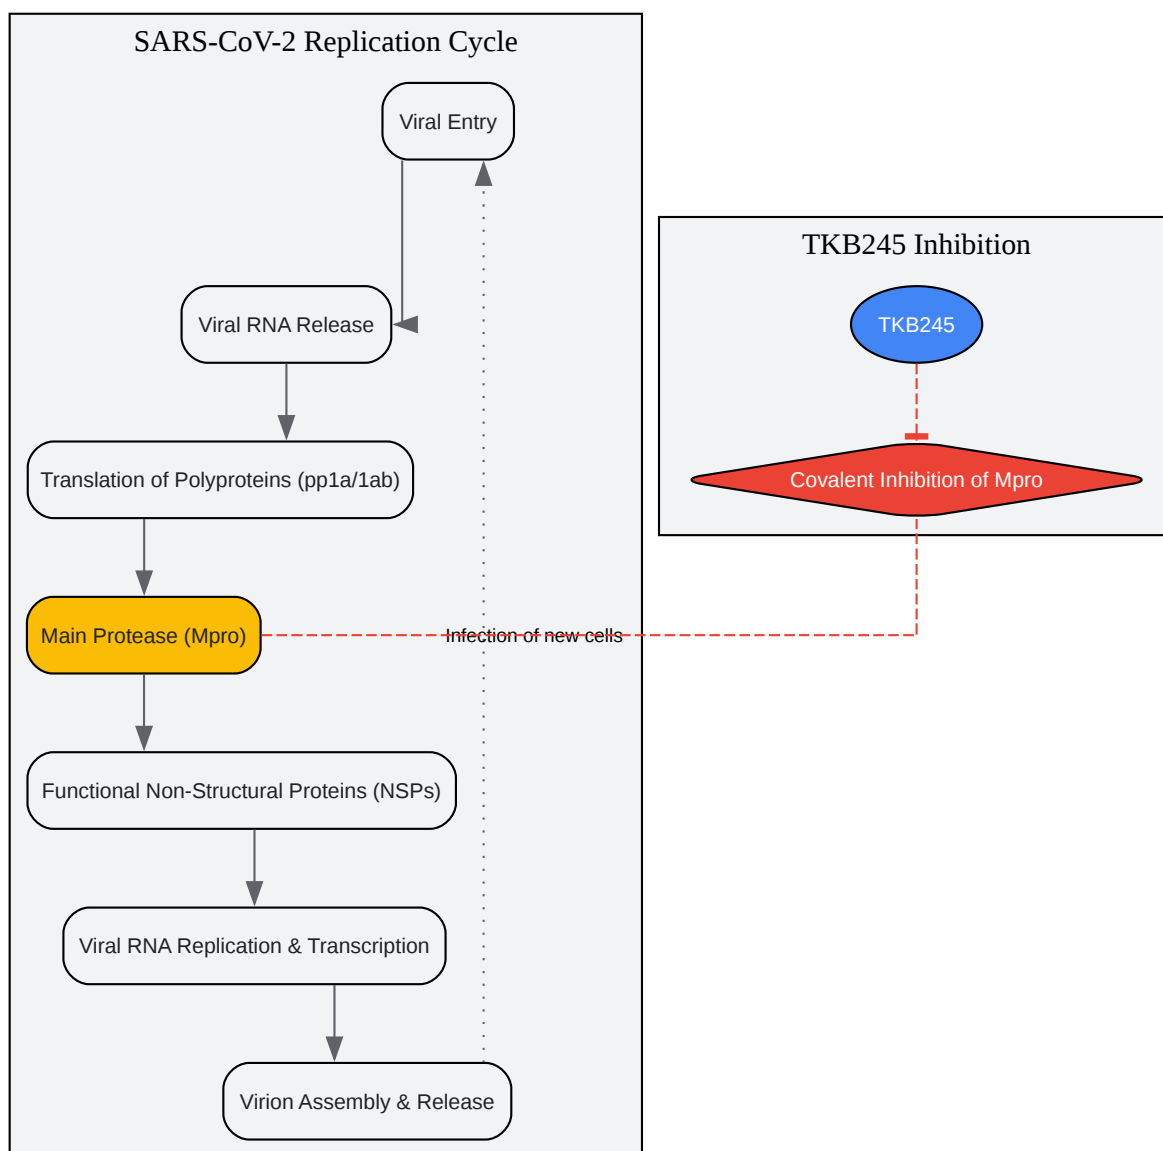 SARS-CoV-2 Replication Cycle
Viral Entry
Viral RNA Release
Translation of Polyproteins (pp1a/1ab)
Main Protease (Mpro)
Infection of new cells
Functional Non-Structural Proteins (NSPs)
Viral RNA Replication & Transcription
Virion Assembly & Release
TKB245 Inhibition
TKB245
Covalent Inhibition of Mpro